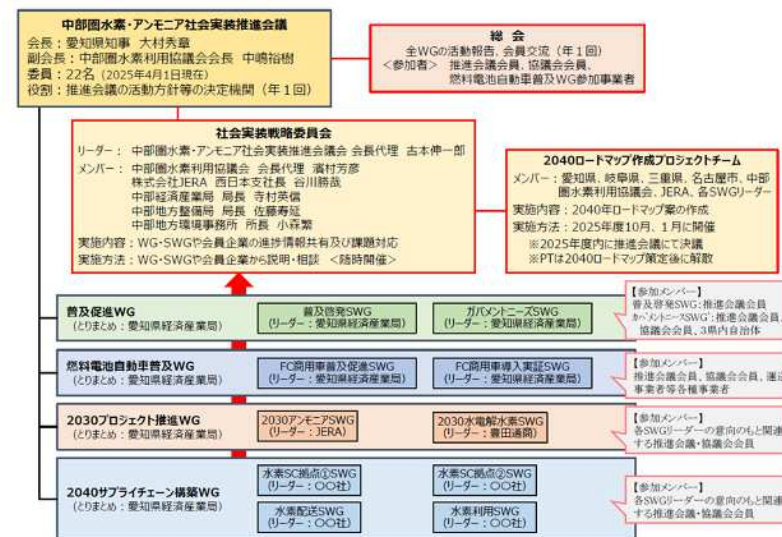 中部圏水素・アンモニア社会実装推進会議
会長：愛知県知事 大村秀章
副会長：中部圏水素利用協議会会長 中嶋裕樹
委員：22名（2025年4月1日現在）
役割：推進会議の活動方針等の決定機関（年１回）
総 会
全WGの活動報告、会員交流（年１回）
＜参加者＞ 推進会議会員、協議会会員、
燃料電池自動車普及WG参加事業者
社会実装戦略委員会
リーダー： 中部圏水素・アンモニア社会実装推進会議会 会長代理 古本伸一郎
メンバー： 中部圏水素利用協議会 会長代理 濱村芳彦
株式会社JERA 西日本支社長 谷川勝哉
中部経済産業局 局長 寺村英信
中部地方整備局 局長 佐藤寿延
中部地方環境事務所 所長 小森繁
実施内容：WG・SWGや会員企業の進捗情報共有及び課題対応
実施方法：WG・SWGや会員企業から説明・相談 ＜随時開催＞
2040ロードマップ作成プロジェクトチーム
メンバー：愛知県、岐阜県、三重県、名古屋市、中部
圏水素利用協議会、JERA、各SWGリーダー
実施内容：2040年ロードマップ案の作成
実施方法：2025年度10月、１月に開催
※2025年度内に推進会議にて決議
※PTは2040ロードマップ策定後に解散
普及促進WG
(とりまとめ：愛知県経済産業局)
普及啓発SWG
(リーダー：愛知県経済産業局)
ガバメントニーズSWG
(リーダー：愛知県経済産業局)
【参加メンバー】
普及啓発SWG：推進会議会員
ガバメントニーズSWG：推進会議会員、
協議会会員、3県内自治体
燃料電池自動車普及WG
(とりまとめ：愛知県経済産業局)
FC商用車普及促進SWG
(リーダー：愛知県経済産業局)
FC商用車導入実証SWG
(リーダー：愛知県経済産業局)
【参加メンバー】
推進会議会員、協議会会員、運送
事業者等各種事業者
2030プロジェクト推進WG
(とりまとめ：愛知県経済産業局)
2030アンモニアSWG
(リーダー：JERA)
2030水電解水素SWG
(リーダー：豊田通商)
【参加メンバー】
各SWGリーダーの意向のもと関連
する推進会議・協議会会員
2040サプライチェーン構築WG
(とりまとめ：愛知県経済産業局)
水素SC拠点①SWG
(リーダー：〇〇社)
水素SC拠点②SWG
(リーダー：〇〇社)
水素配送SWG
(リーダー：〇〇社)
水素利用SWG
(リーダー：〇〇社)
【参加メンバー】
各SWGリーダーの意向のもと関連
する推進会議・協議会会員